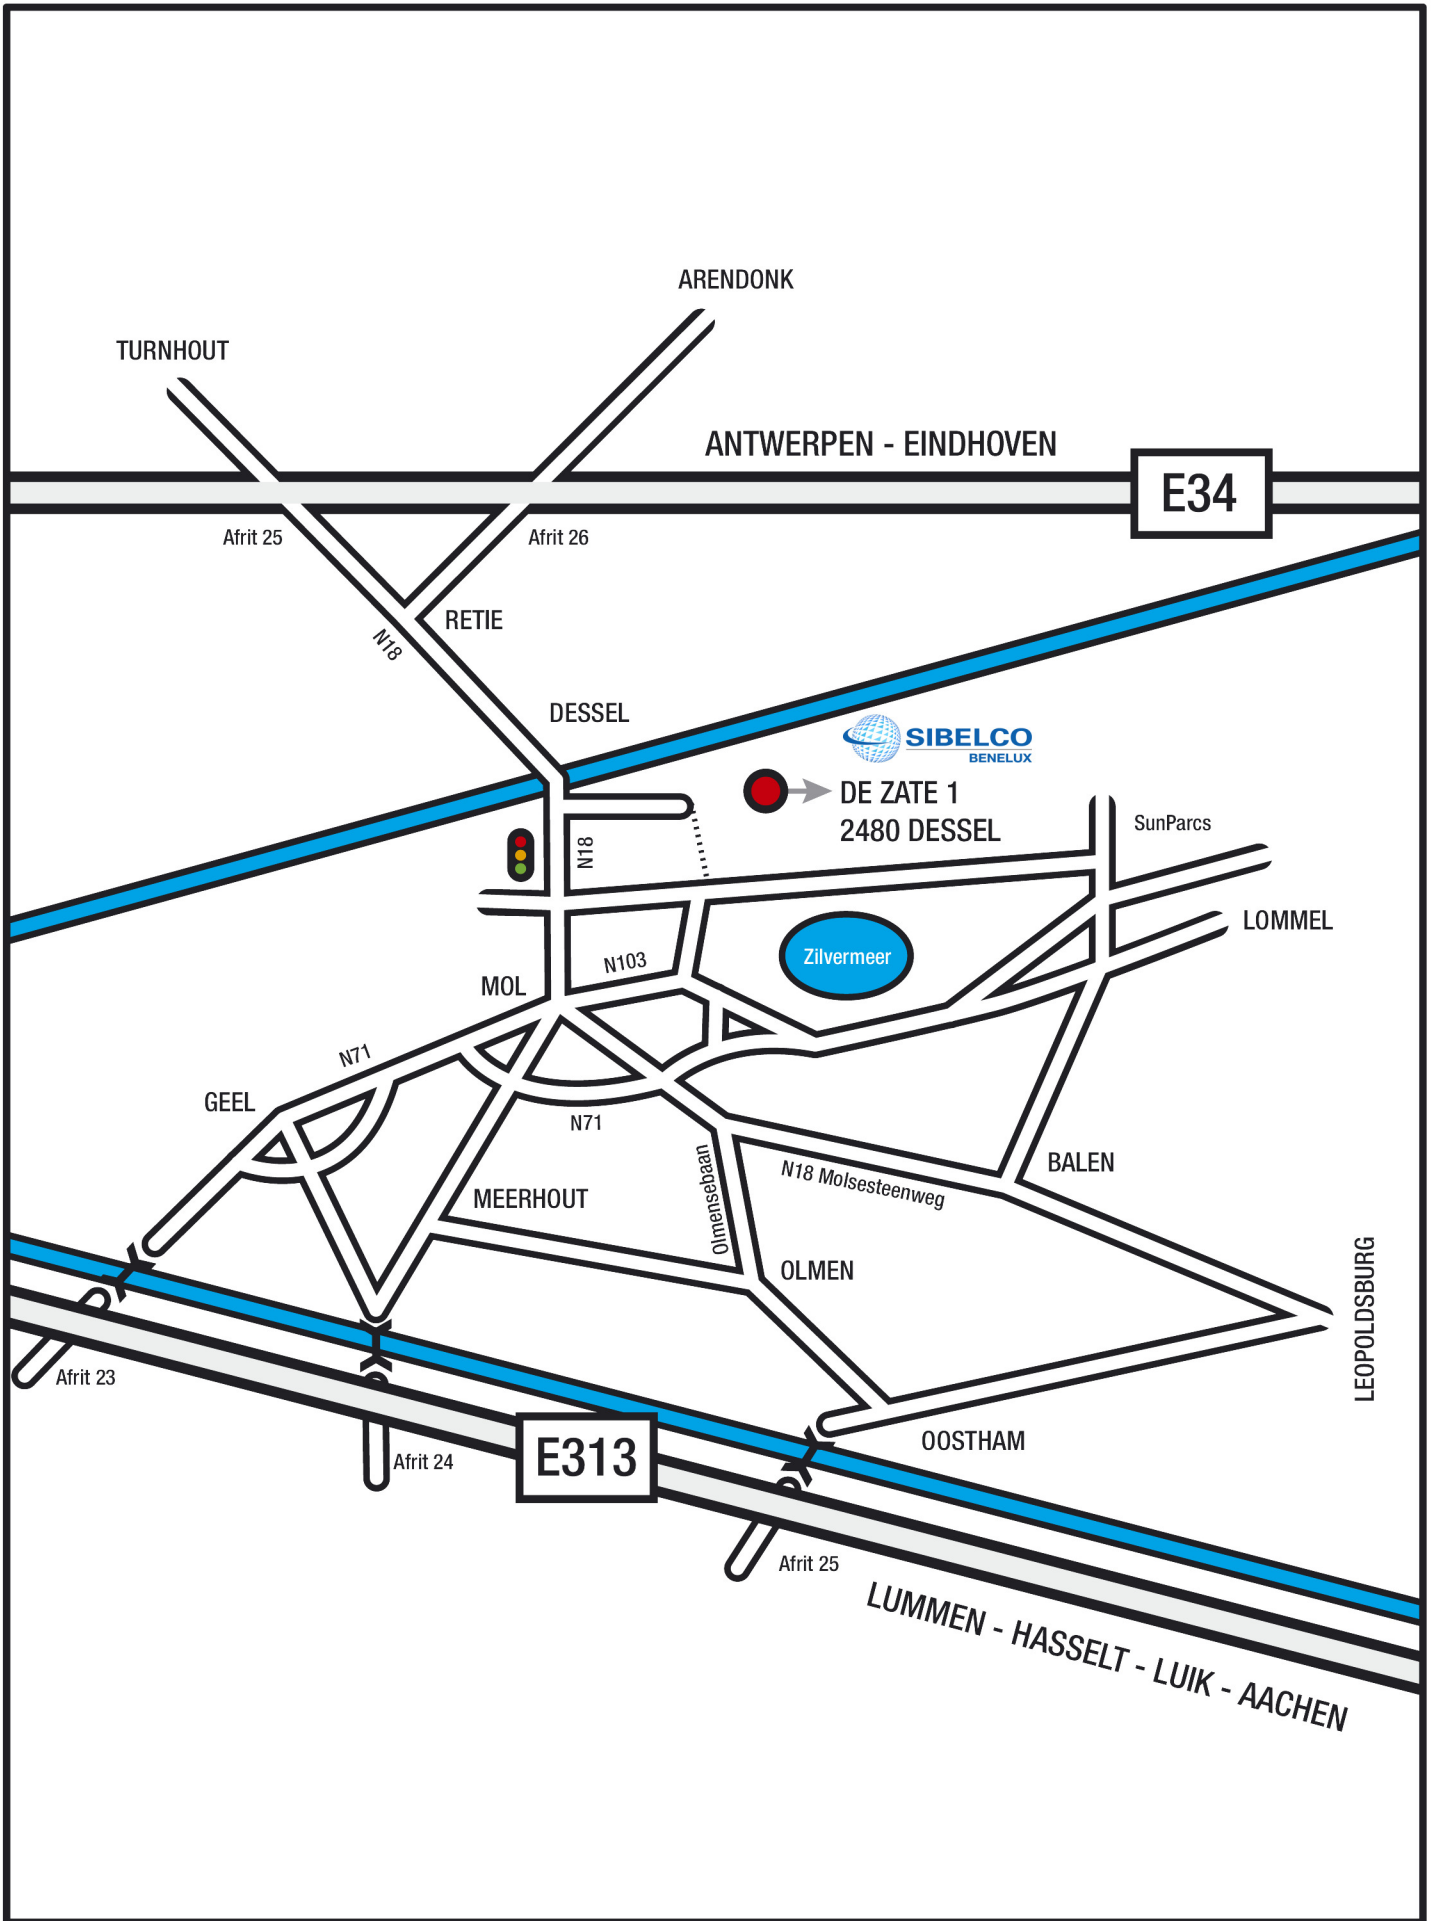 ARENDONK
TURNHOUT
ANTWERPEN - EINDHOVEN
E34
Afrit 25
Afrit 26
RETIE
N18
DESSEL
SIBELCO
BENELUX
DE ZATE 1
2480 DESSEL
SunParcs
N18
LOMMEL
Zilvermeer
N103
MOL
N71
GEEL
N71
BALEN
N18 Molsesteenweg
Olmensebaan
MEERHOUT
OLMEN
LEOPOLDSBURG
Afrit 23
OOSTHAM
E313
Afrit 24
Afrit 25
LUMMEN - HASSELT - LUIK - AACHEN